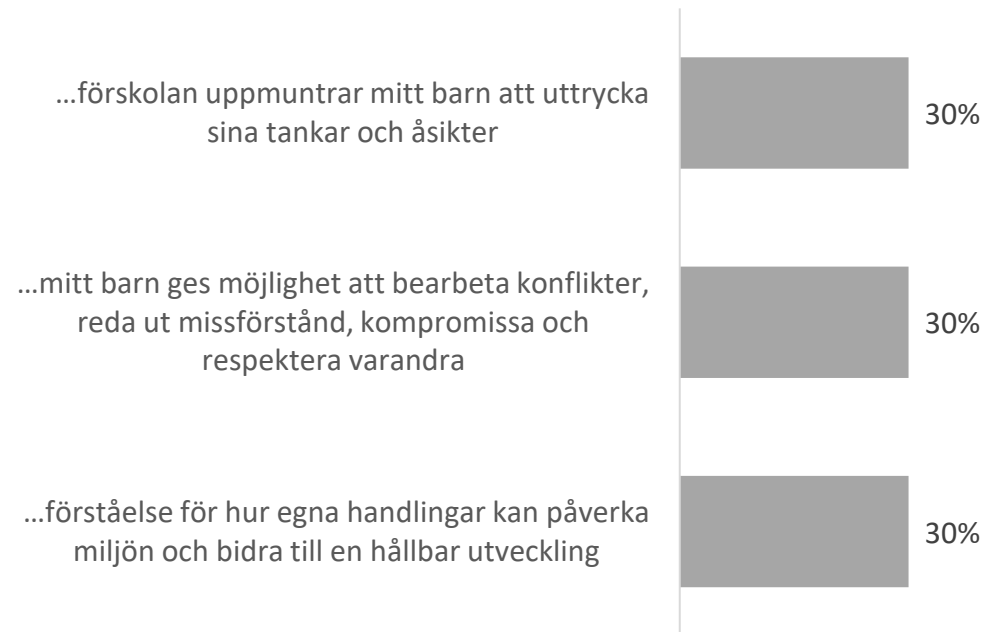 …förskolan uppmuntrar mitt barn att uttrycka
sina tankar och åsikter
30%
…mitt barn ges möjlighet att bearbeta konflikter,
reda ut missförstånd, kompromissa och
respektera varandra
30%
…förståelse för hur egna handlingar kan påverka
miljön och bidra till en hållbar utveckling
30%